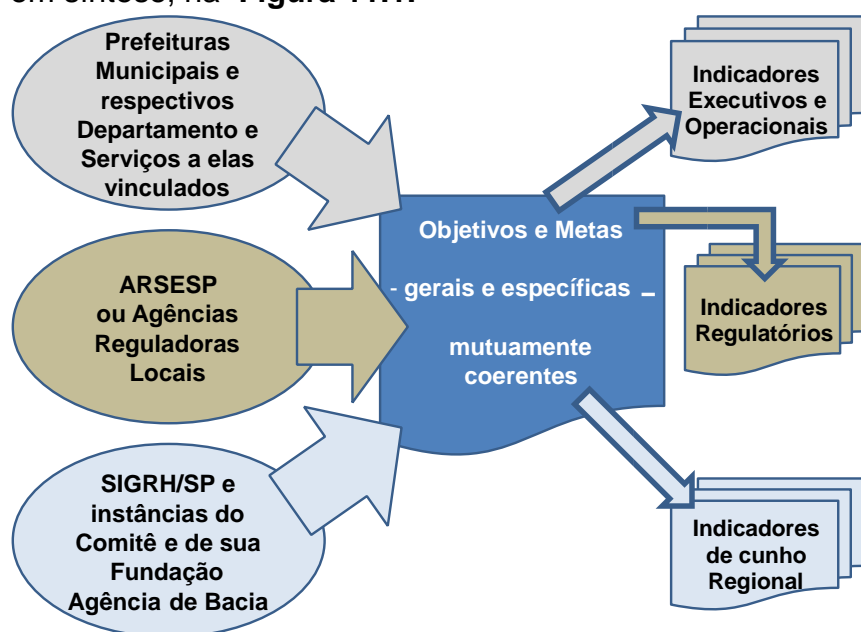 Prefeituras
Municipais e
respectivos
Departamento e
Serviços a elas
vinculados
ARSESP
ou Agências
Reguladoras
Locais
SIGRH/SP e
instâncias do
Comitê e de sua
Fundação
Agência de Bacia
Objetivos e Metas
- gerais e específicas _
mutuamente
coerentes
Indicadores
Executivos e
Operacionais
Indicadores
Regulatórios
Indicadores
de cunho
Regional